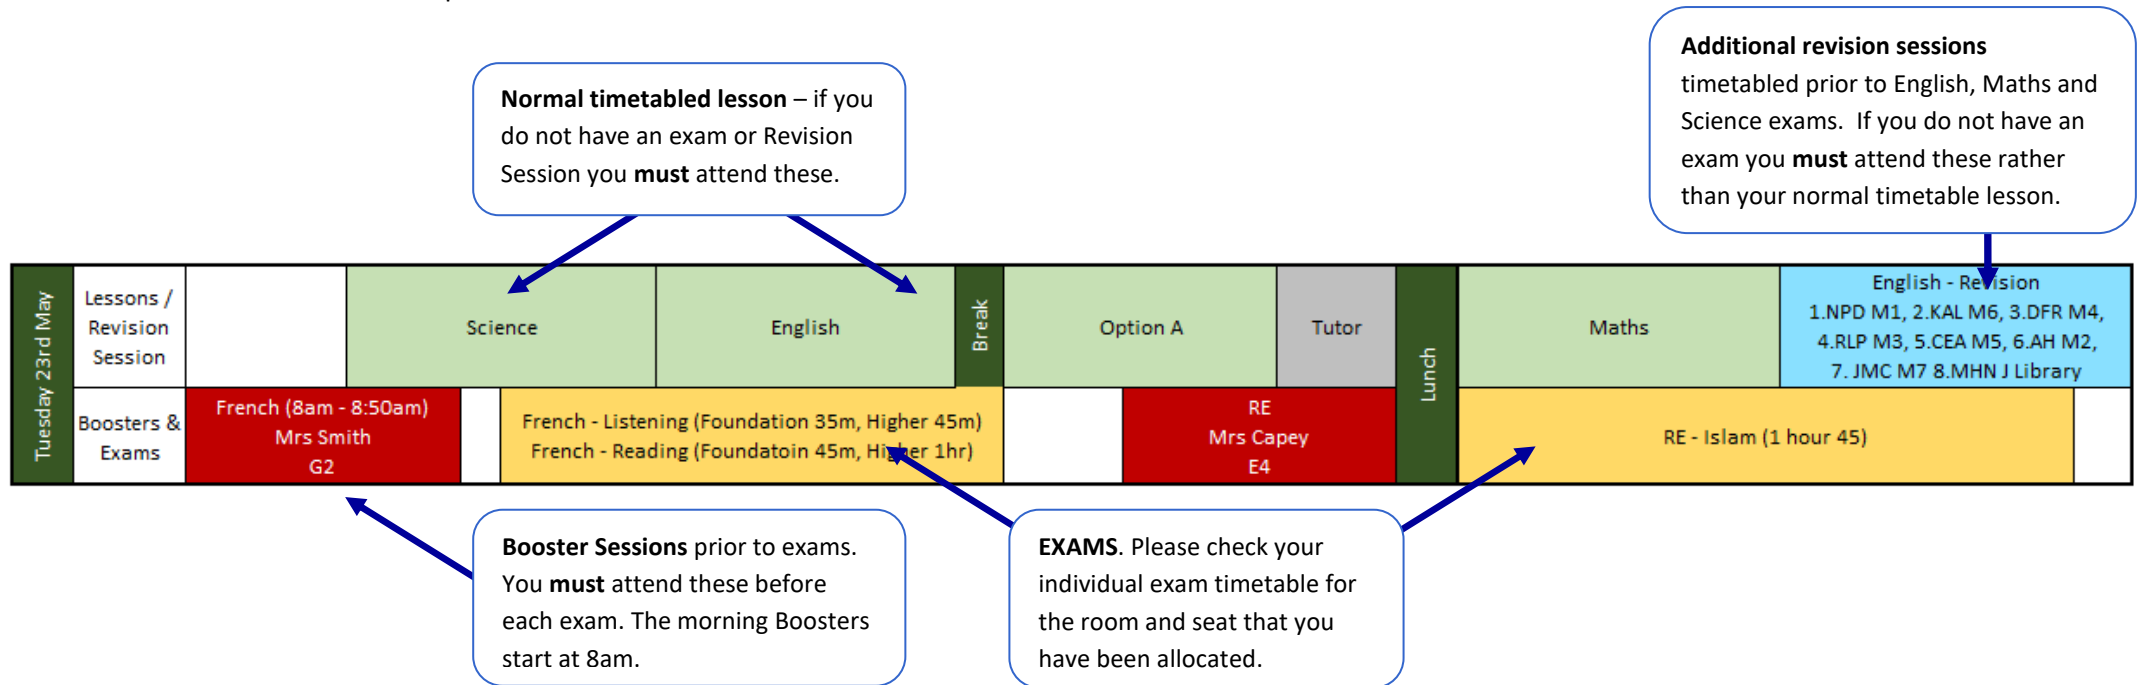 Additional revision sessions
timetabled prior to English, Maths and
Science exams.  If you do not have an
exam you must attend these rather
than your normal timetable lesson.
Normal timetabled lesson – if you
do not have an exam or Revision
Session you must attend these.
Tuesday 23rd May
Lessons /
Revision
Session
Science
English
Break
Option A
Tutor
Lunch
Maths
English - Revision
1.NPD M1, 2.KAL M6, 3.DFR M4,
4.RLP M3, 5.CEA M5, 6.AH M2,
7. JMC M7 8.MHN J Library
Boosters &
Exams
French (8am - 8:50am)
Mrs Smith
G2
French - Listening (Foundation 35m, Higher 45m)
French - Reading (Foundatoin 45m, Higher 1hr)
RE
Mrs Capey
E4
RE - Islam (1 hour 45)
Booster Sessions prior to exams.
You must attend these before
each exam. The morning Boosters
start at 8am.
EXAMS. Please check your
individual exam timetable for
the room and seat that you
have been allocated.